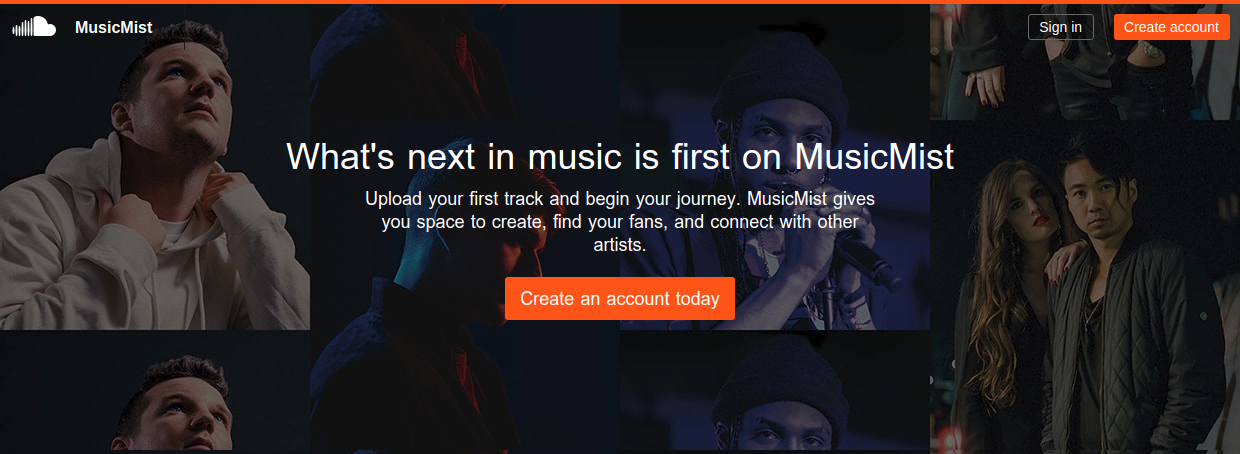 MusicMist
Sign in
Create account
What's next in music is first on MusicMist
Upload your first track and begin your journey. MusicMist gives
you space to create, find your fans, and connect with other
artists.
Create an account today